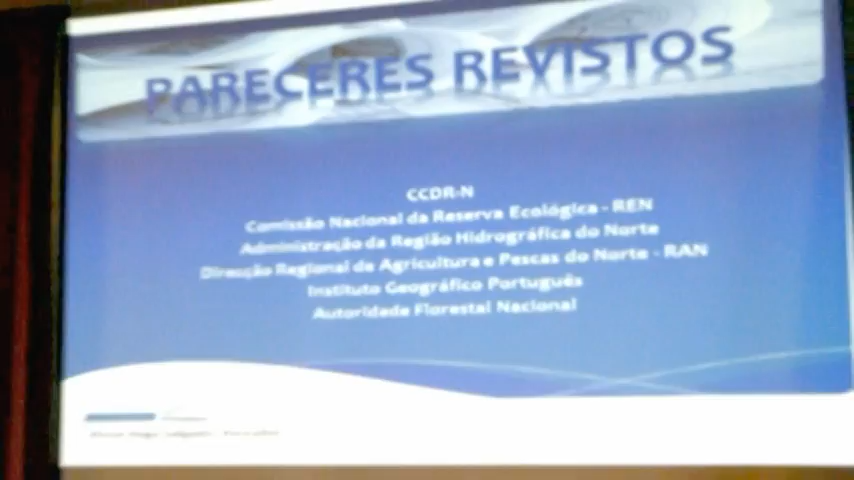 PARECERES REVISTOS
CCDR-N
Comissão Nacional da Reserva Ecológica - REN
Administração da Região Hidrográfica do Norte
Direcção Regional de Agricultura e Pescas do Norte - RAN
Instituto Geográfico Português
Autoridade Florestal Nacional